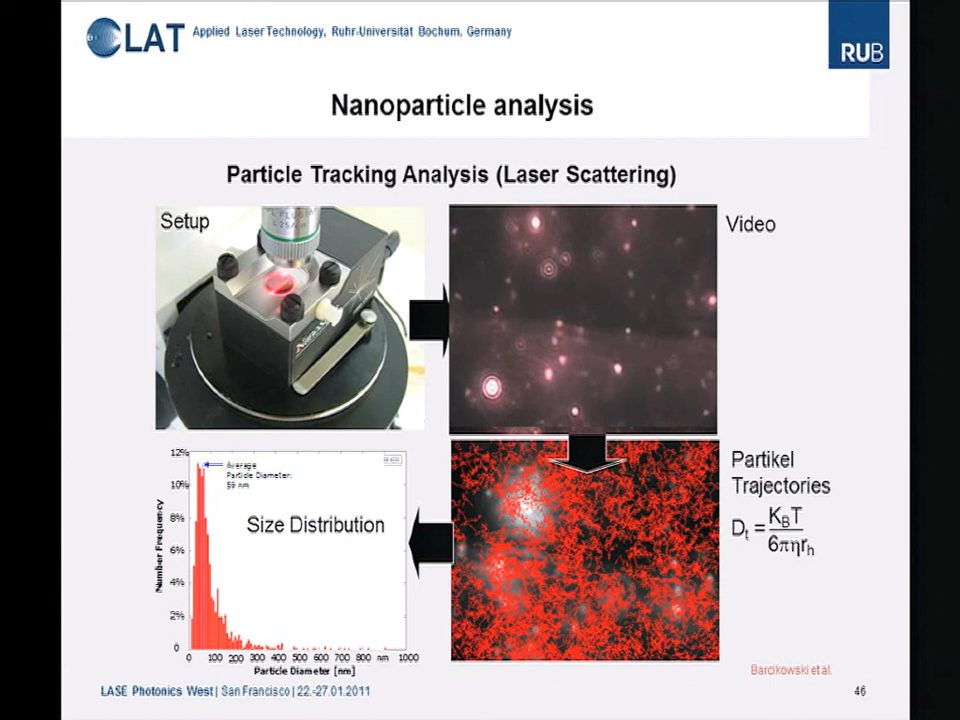 LAT
Applied Laser Technology, Ruhr-Universität Bochum, Germany
RUB
Nanoparticle analysis
Particle Tracking Analysis (Laser Scattering)
Setup
Video
Partikel
Trajectories
D_t = K_BT / 6πηr_h
12%
10%
8%
6%
4%
2%
0
Number Frequency
Average
Particle Diameter:
59 nm
Size Distribution
0 100 200 300 400 500 600 700 800 nm 1000
Particle Diameter [nm]
Barcikowski et al.
LASE Photonics West | San Francisco | 22.-27.01.2011
46